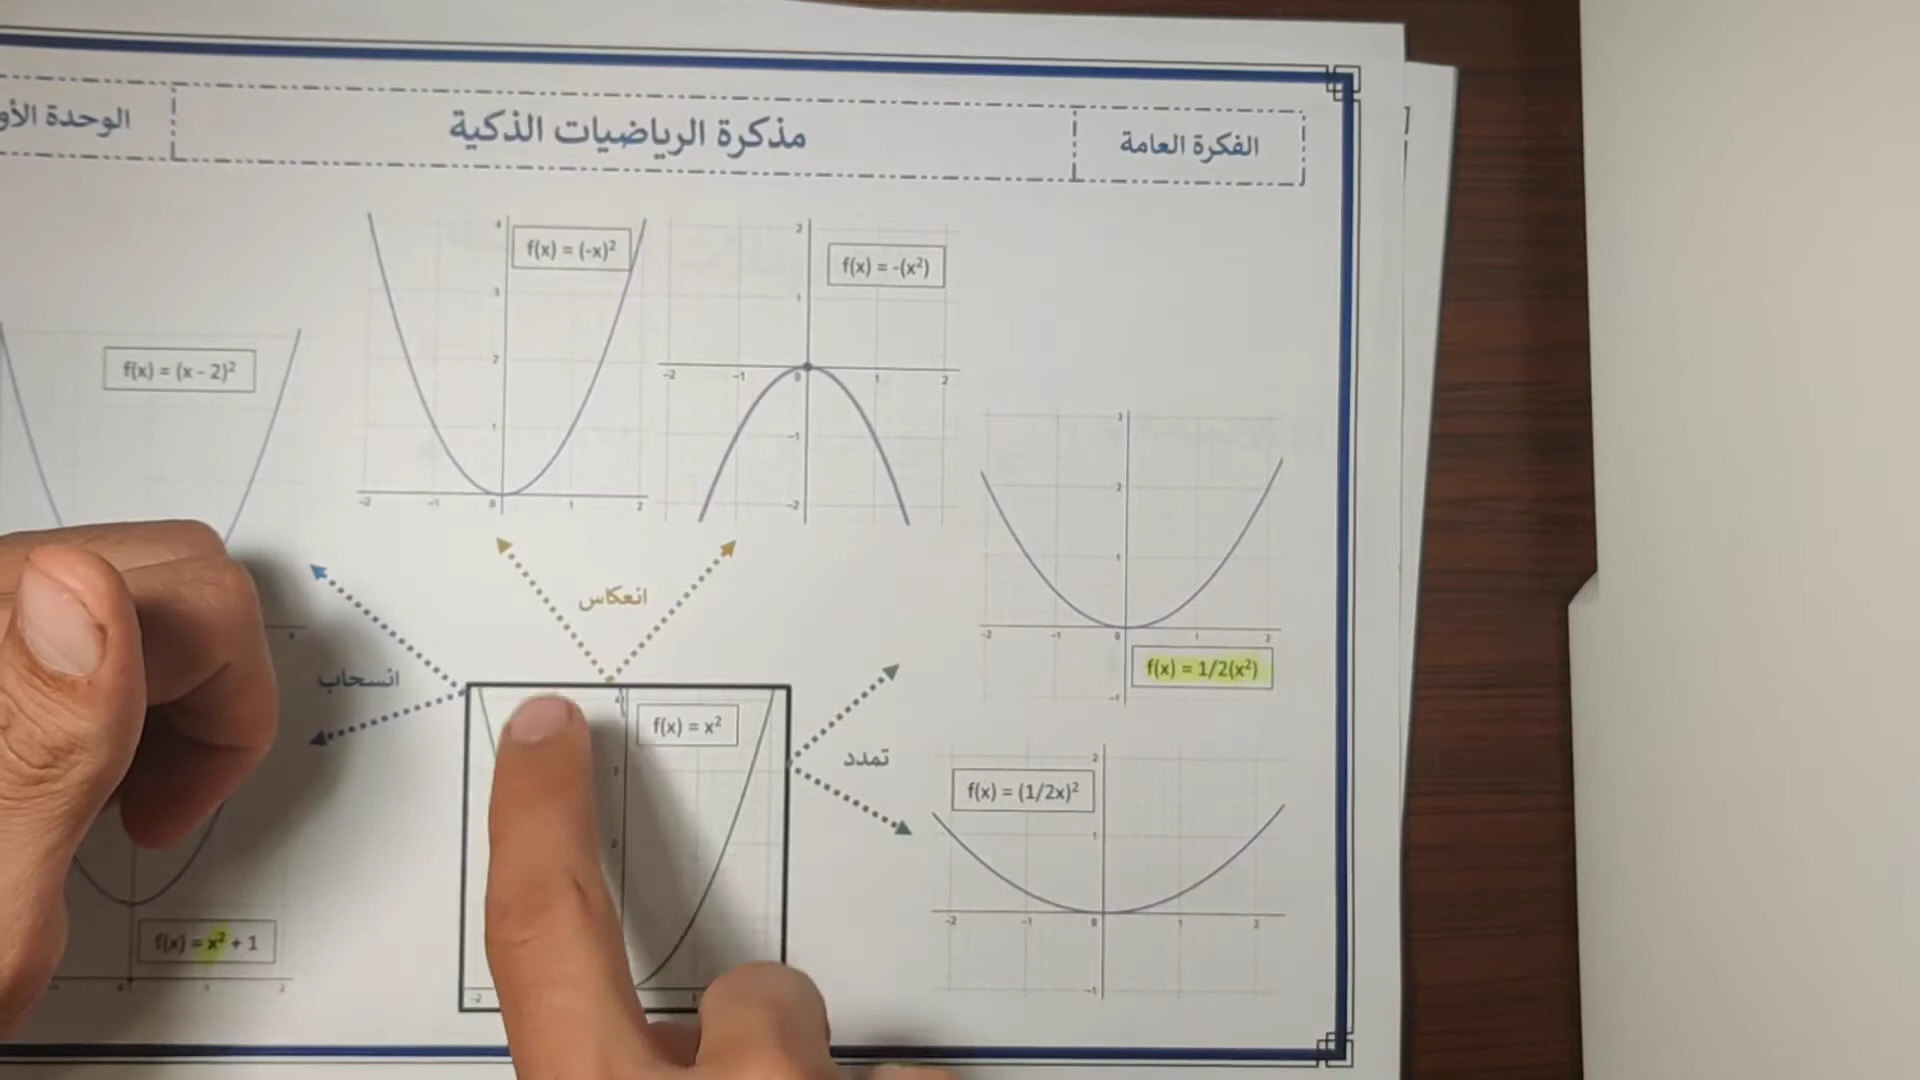 الفكرة العامة
مذكرة الرياضيات الذكية
الوحدة الأو
f(x) = (-x)²
f(x) = -(x²)
f(x) = (x - 2)²
انعكاس
f(x) = 1/2(x²)
انسحاب
f(x) = x²
تمدد
f(x) = (1/2x)²
f(x) = x² + 1